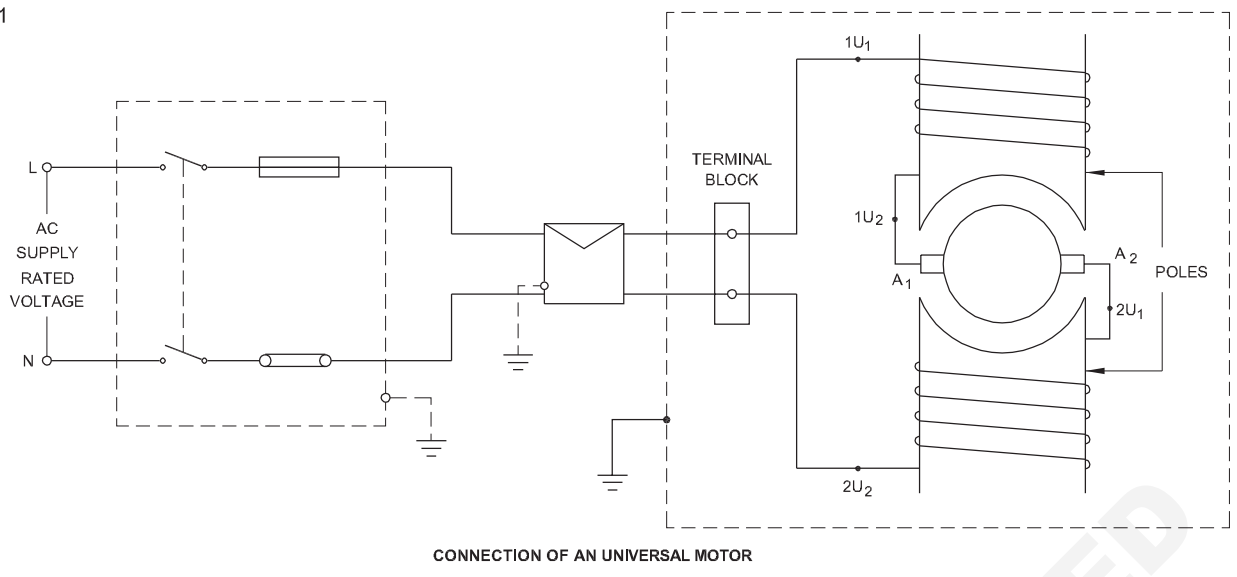 1
L
AC
SUPPLY
RATED
VOLTAGE
N
TERMINAL
BLOCK
1U1
1U2
A1
A2
2U1
POLES
2U2
CONNECTION OF AN UNIVERSAL MOTOR